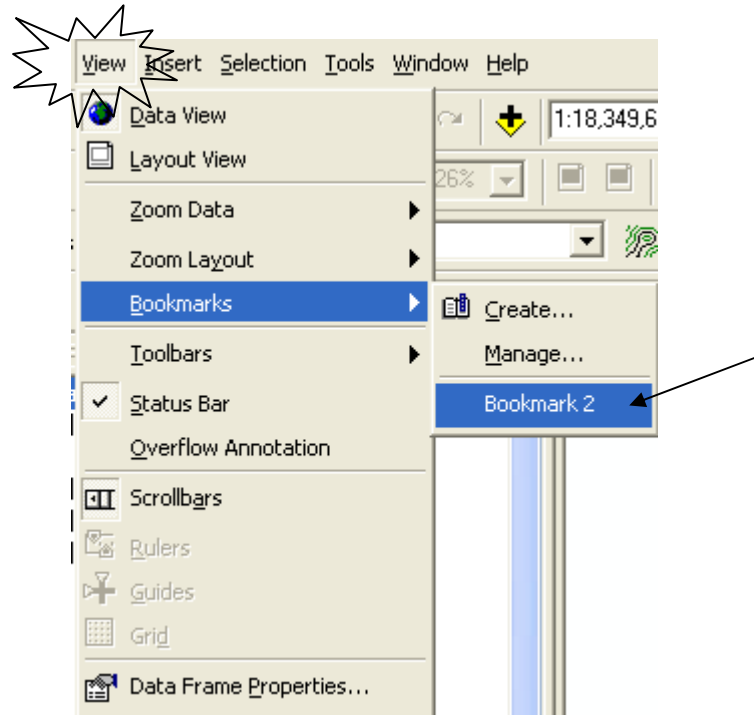 View Insert Selection Tools Window Help
Data View
1:18,349,6
Layout View
26%
Zoom Data
Zoom Layout
Bookmarks
Create...
Toolbars
Manage...
Status Bar
Bookmark 2
Overflow Annotation
Scrollbars
Rulers
Guides
Grid
Data Frame Properties...